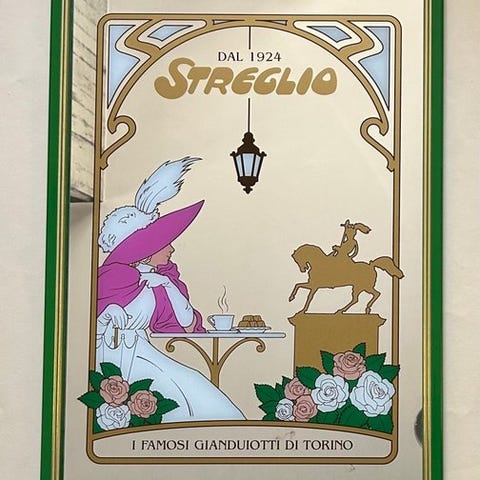 DAL 1924
STREGLIO
I FAMOSI GIANDUIOTTI DI TORINO